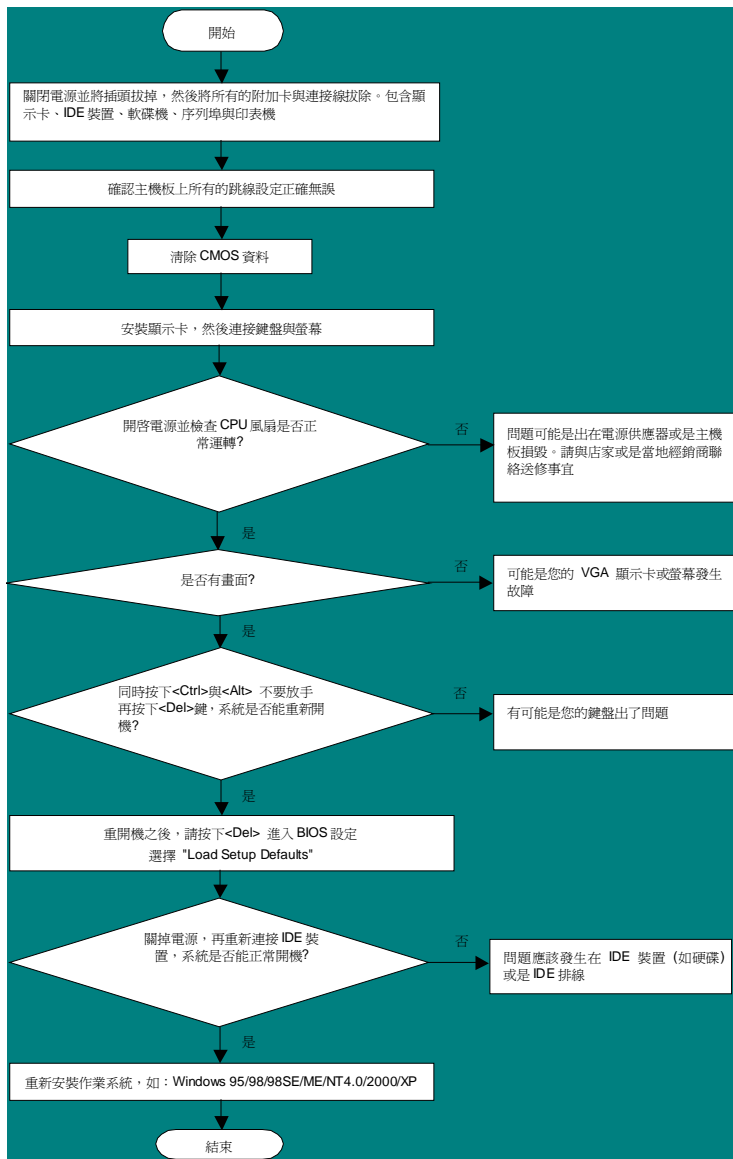 開始
關閉電源並將插頭拔掉，然後將所有的附加卡與連接線拔除。包含顯
示卡、IDE 裝置、軟碟機、序列埠與印表機
確認主機板上所有的跳線設定正確無誤
清除 CMOS 資料
安裝顯示卡，然後連接鍵盤與螢幕
開啓電源並檢查 CPU 風扇是否正
常運轉?
否
問題可能是出在電源供應器或是主機
板損毀。請與店家或是當地經銷商聯
絡送修事宜
是
是否有畫面?
否
可能是您的 VGA 顯示卡或螢幕發生
故障
是
同時按下<Ctrl>與<Alt> 不要放手
再按下<Del>鍵，系統是否能重新開
機?
否
有可能是您的鍵盤出了問題
是
重開機之後，請按下<Del> 進入 BIOS 設定
選擇 "Load Setup Defaults"
關掉電源，再重新連接 IDE 裝
置，系統是否能正常開機?
否
問題應該發生在 IDE 裝置 (如硬碟)
或是 IDE 排線
是
重新安裝作業系統，如：Windows 95/98/98SE/ME/NT4.0/2000/XP
結束